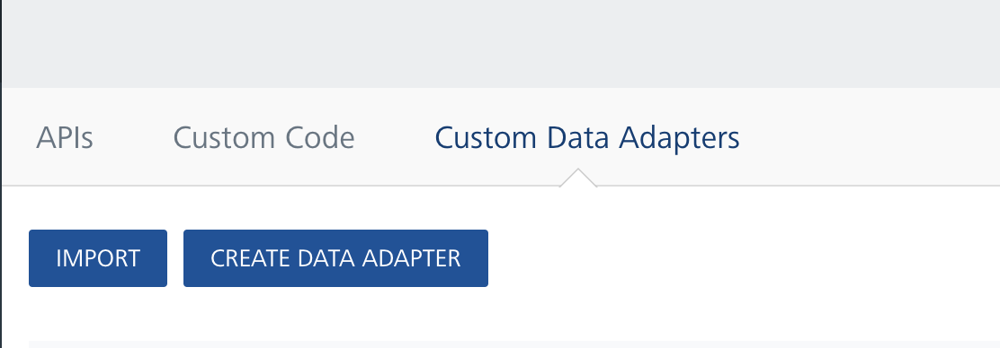 APIs Custom Code Custom Data Adapters
IMPORT CREATE DATA ADAPTER